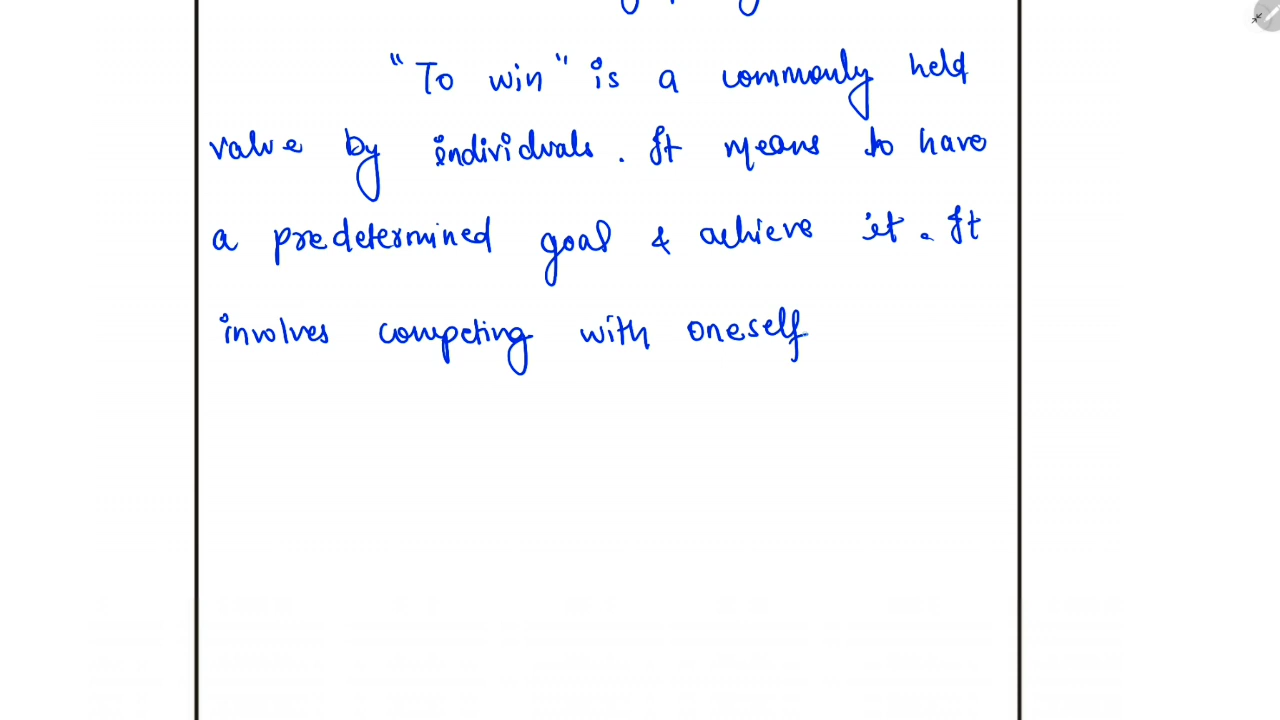 "To win" is a commonly held
value by individuals. It means to have
a predetermined goal & achieve it. It
involves competing with oneself